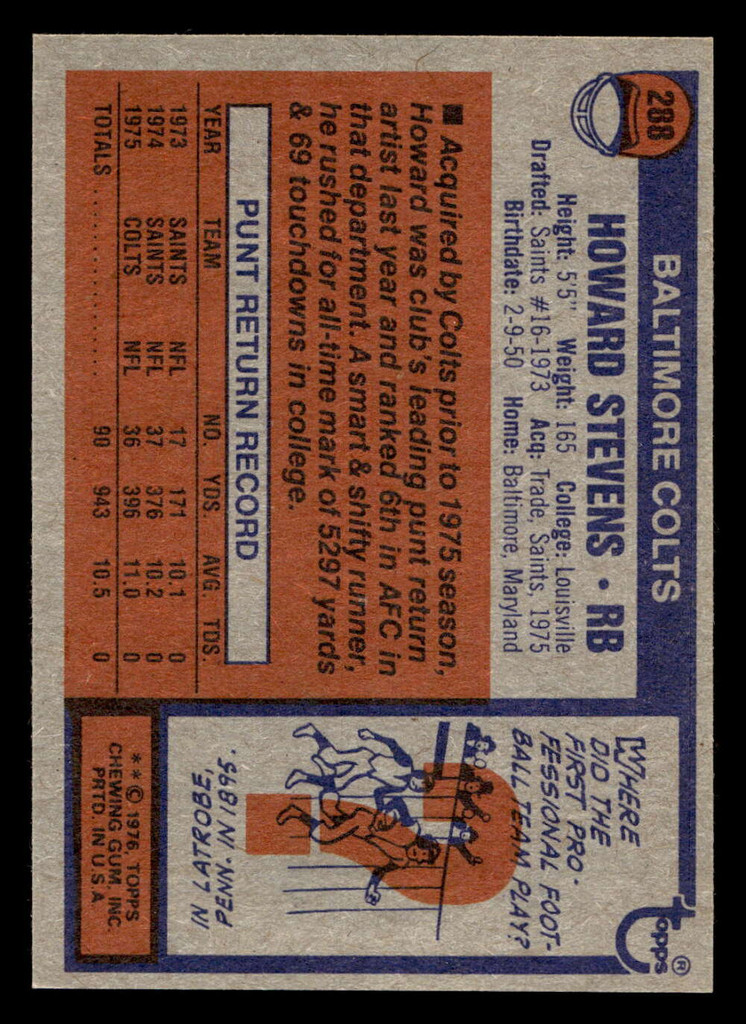 288
BALTIMORE COLTS
HOWARD STEVENS • RB
Height: 5'5" Weight: 165 College: Louisville
Drafted: Saints #16-1973 Acq: Trade, Saints, 1975
Birthdate: 2-9-50 Home: Baltimore, Maryland
■ Acquired by Colts prior to 1975 season,
Howard was club's leading punt return
artist last year and ranked 6th in AFC in
that department. A smart & shifty runner,
he rushed for all-time mark of 5297 yards
& 69 touchdowns in college.
PUNT RETURN RECORD
YEAR TEAM NO. YDS. AVG. TDS.
1973 SAINTS NFL 17 171 10.1 0
1974 SAINTS NFL 37 376 10.2 0
1975 COLTS NFL 36 396 11.0 0
TOTALS .................... 90 943 10.5 0
topps®
WHERE
DID THE
FIRST PRO-
FESSIONAL FOOT-
BALL TEAM PLAY?
?
IN LATROBE,
PENN. IN 1895.
**© 1976, TOPPS
CHEWING GUM, INC.
PRTD. IN U.S.A